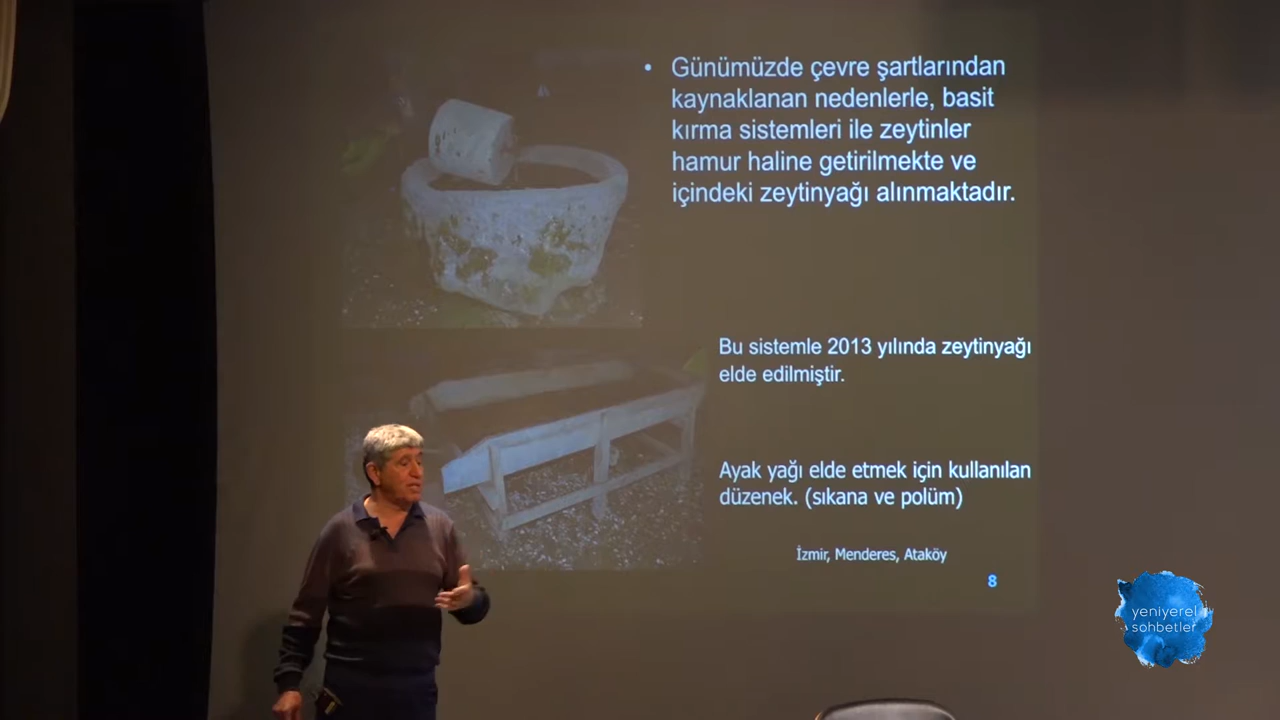 • Günümüzde çevre şartlarından
kaynaklanan nedenlerle, basit
kırma sistemleri ile zeytinler
hamur haline getirilmekte ve
içindeki zeytinyağı alınmaktadır.
Bu sistemle 2013 yılında zeytinyağı
elde edilmiştir.
Ayak yağı elde etmek için kullanılan
düzenek. (sıkana ve polüm)
İzmir, Menderes, Ataköy
8
yeniyerel
sohbetler